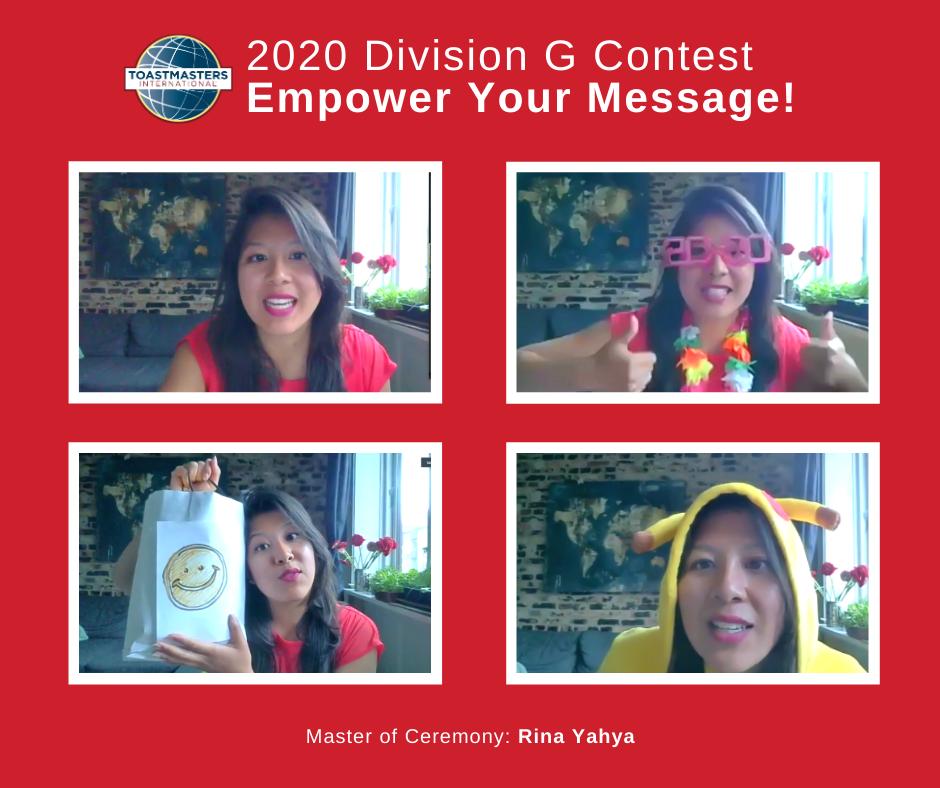 TOASTMASTERS
INTERNATIONAL
2020 Division G Contest
Empower Your Message!
2020
Master of Ceremony: Rina Yahya